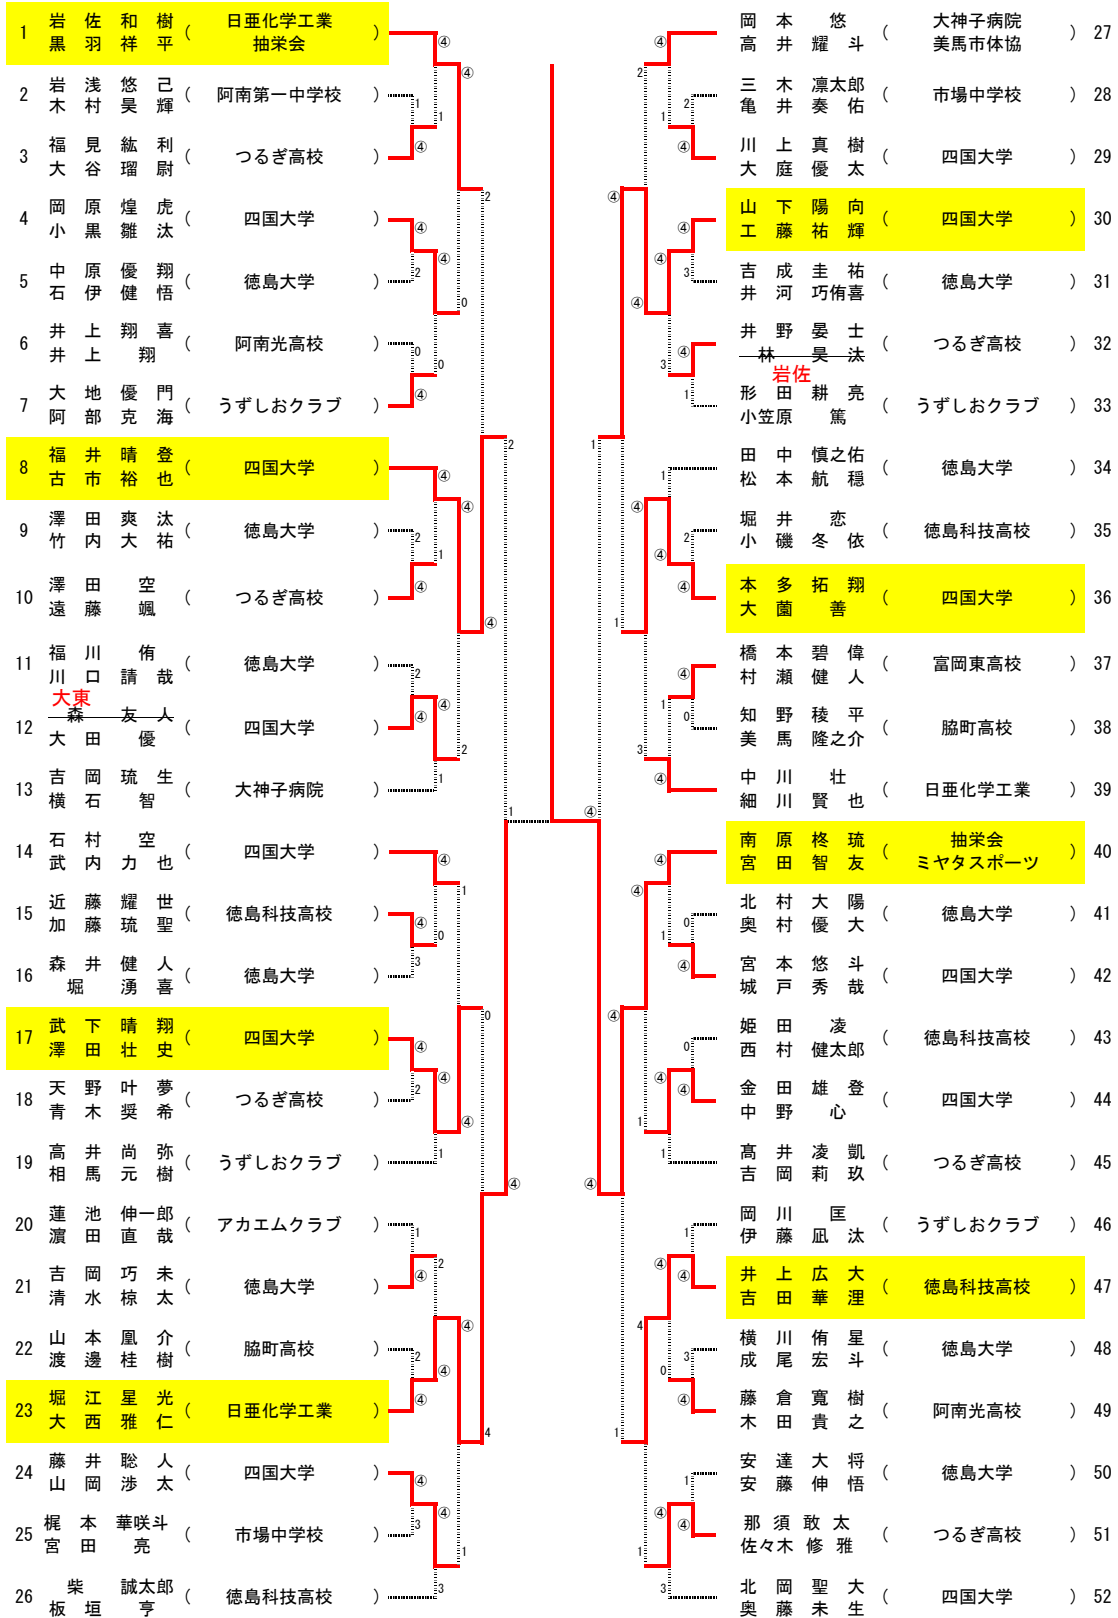 1 岩佐和樹 黒羽祥平 ( 日亜化学工業 抽栄会 )
2 岩浅悠己 木村昊輝 ( 阿南第一中学校 )
3 福見紘利 大谷瑠尉 ( つるぎ高校 )
4 岡原煌虎 小黒雛汰 ( 四国大学 )
5 中原優翔 石伊健悟 ( 徳島大学 )
6 井上翔喜 井上翔 ( 阿南光高校 )
7 大地優門 阿部克海 ( うずしおクラブ )
8 福井晴登 古市裕也 ( 四国大学 )
9 澤田爽汰 竹内大祐 ( 徳島大学 )
10 澤田空 遠藤颯 ( つるぎ高校 )
11 福川侑 川口請哉 ( 徳島大学 )
大東
12 森友人 大田優 ( 四国大学 )
13 吉岡琉生 横石智 ( 大神子病院 )
14 石村空 武内力也 ( 四国大学 )
15 近藤耀世 加藤琉聖 ( 徳島科技高校 )
16 森井健人 堀湧喜 ( 徳島大学 )
17 武下晴翔 澤田壮史 ( 四国大学 )
18 天野叶夢 青木奨希 ( つるぎ高校 )
19 高井尚弥 相馬元樹 ( うずしおクラブ )
20 蓮池伸一郎 濵田直哉 ( アカエムクラブ )
21 吉岡巧未 清水椋太 ( 徳島大学 )
22 山本凰介 渡邊桂樹 ( 脇町高校 )
23 堀江星光 大西雅仁 ( 日亜化学工業 )
24 藤井聡人 山岡渉太 ( 四国大学 )
25 梶本華咲斗 宮田亮 ( 市場中学校 )
26 柴誠太郎 板垣亨 ( 徳島科技高校 )
岡本悠 高井耀斗 ( 大神子病院 美馬市体協 ) 27
三木凛太郎 亀井奏佑 ( 市場中学校 ) 28
川上真樹 大庭優太 ( 四国大学 ) 29
山下陽向 工藤祐輝 ( 四国大学 ) 30
吉成圭祐 井河巧侑喜 ( 徳島大学 ) 31
井野晏士 林昊汰 ( つるぎ高校 ) 32
岩佐
形田耕亮 小笠原篤 ( うずしおクラブ ) 33
田中慎之佑 松本航穏 ( 徳島大学 ) 34
堀井恋 小磯冬依 ( 徳島科技高校 ) 35
本多拓翔 大薗善 ( 四国大学 ) 36
橋本碧偉 村瀬健人 ( 富岡東高校 ) 37
知野稜平 美馬隆之介 ( 脇町高校 ) 38
中川壮 細川賢也 ( 日亜化学工業 ) 39
南原柊琉 宮田智友 ( 抽栄会 ミヤタスポーツ ) 40
北村大陽 奥村優大 ( 徳島大学 ) 41
宮本悠斗 城戸秀哉 ( 四国大学 ) 42
姫田凌 西村健太郎 ( 徳島科技高校 ) 43
金田雄登 中野心 ( 四国大学 ) 44
髙井凌凱 吉岡莉玖 ( つるぎ高校 ) 45
岡川匡 伊藤凪汰 ( うずしおクラブ ) 46
井上広大 吉田華浬 ( 徳島科技高校 ) 47
横川侑星 成尾宏斗 ( 徳島大学 ) 48
藤倉寛樹 木田貴之 ( 阿南光高校 ) 49
安達大将 安藤伸悟 ( 徳島大学 ) 50
那須敢太 佐々木修雅 ( つるぎ高校 ) 51
北岡聖大 奥藤未生 ( 四国大学 ) 52